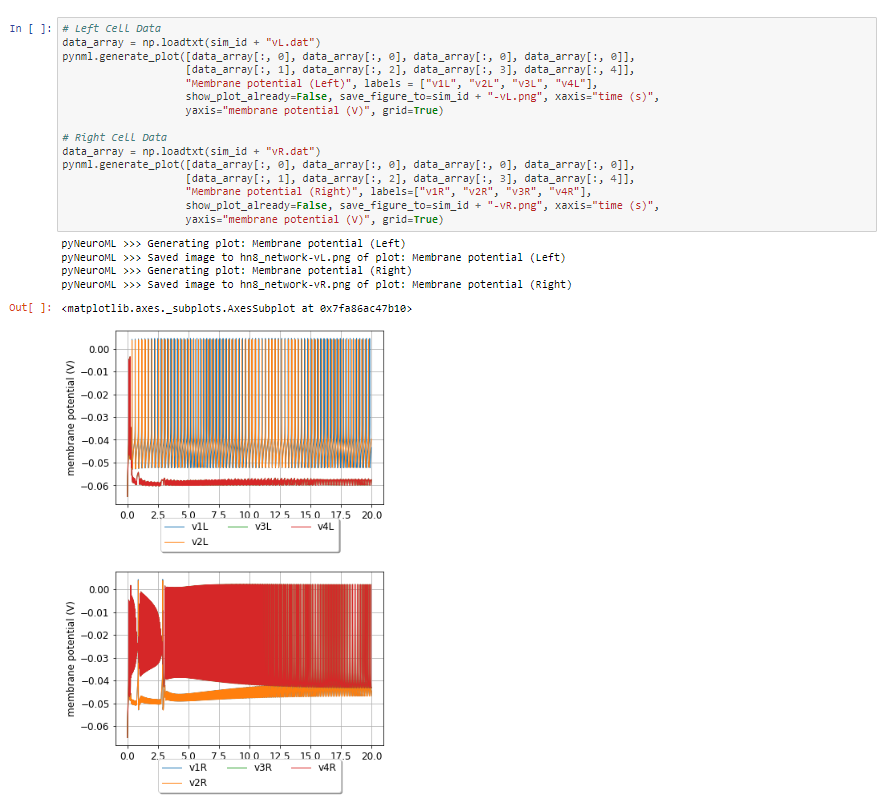 In [ ]: # Left Cell Data
data_array = np.loadtxt(sim_id + "vL.dat")
pynml.generate_plot([data_array[:, 0], data_array[:, 0], data_array[:, 0], data_array[:, 0]],
[data_array[:, 1], data_array[:, 2], data_array[:, 3], data_array[:, 4]],
"Membrane potential (Left)", labels = ["v1L", "v2L", "v3L", "v4L"],
show_plot_already=False, save_figure_to=sim_id + "-vL.png", xaxis="time (s)",
yaxis="membrane potential (V)", grid=True)
# Right Cell Data
data_array = np.loadtxt(sim_id + "vR.dat")
pynml.generate_plot([data_array[:, 0], data_array[:, 0], data_array[:, 0], data_array[:, 0]],
[data_array[:, 1], data_array[:, 2], data_array[:, 3], data_array[:, 4]],
"Membrane potential (Right)", labels=["v1R", "v2R", "v3R", "v4R"],
show_plot_already=False, save_figure_to=sim_id + "-vR.png", xaxis="time (s)",
yaxis="membrane potential (V)", grid=True)
pyNeuroML >>> Generating plot: Membrane potential (Left)
pyNeuroML >>> Saved image to hn8_network-vL.png of plot: Membrane potential (Left)
pyNeuroML >>> Generating plot: Membrane potential (Right)
pyNeuroML >>> Saved image to hn8_network-vR.png of plot: Membrane potential (Right)
Out[ ]: <matplotlib.axes._subplots.AxesSubplot at 0x7fa86ac47b10>
membrane potential (V)
0.00
−0.01
−0.02
−0.03
−0.04
−0.05
−0.06
0.0 2.5 5.0 7.5 10.0 12.5 15.0 17.5 20.0
v1L v3L v4L
v2L
membrane potential (V)
0.00
−0.01
−0.02
−0.03
−0.04
−0.05
−0.06
0.0 2.5 5.0 7.5 10.0 12.5 15.0 17.5 20.0
v1R v3R v4R
v2R